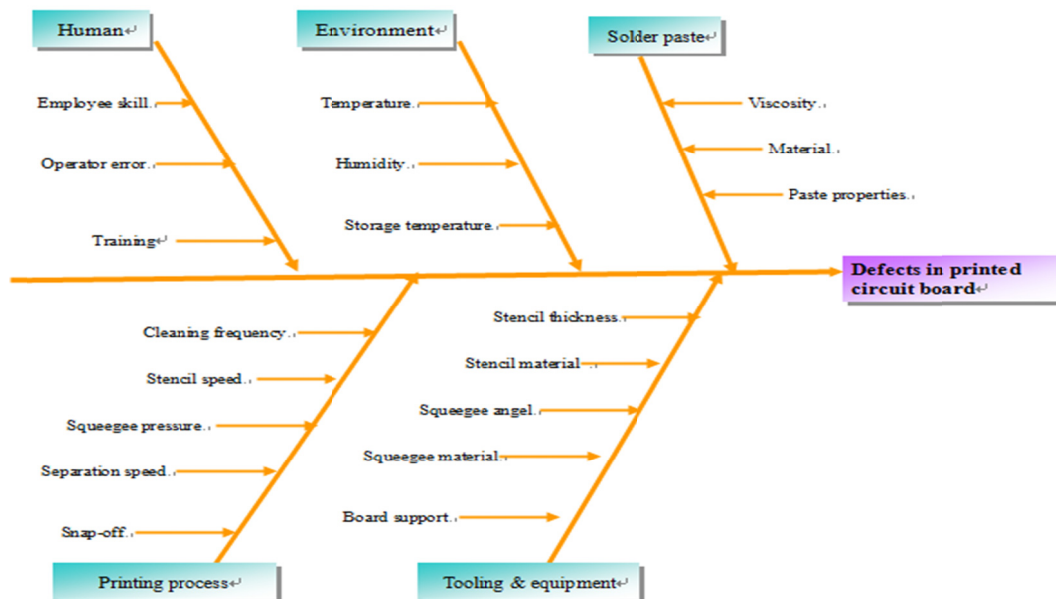 Human
Environment
Solder paste
Employee skill.
Temperature.
Viscosity.
Operator error.
Humidity.
Material.
Paste properties.
Training
Storage temperature.
Defects in printed
circuit board
Cleaning frequency.
Stencil thickness.
Stencil speed.
Stencil material
Squeegee pressure.
Squeegee angel.
Separation speed.
Squeegee material.
Snap-off.
Board support.
Printing process
Tooling & equipment